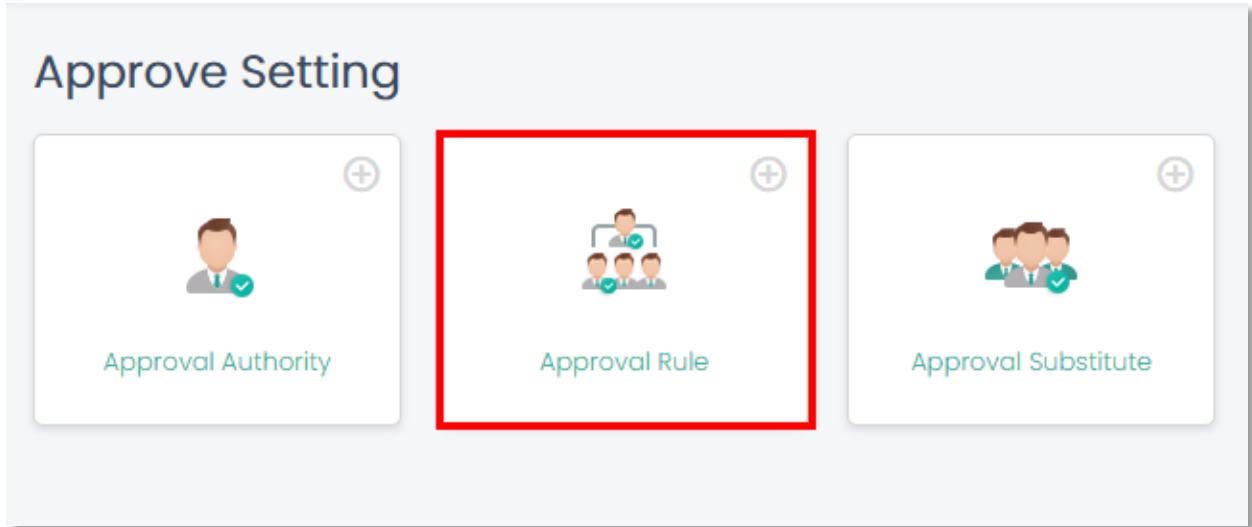 Approve Setting
Approval Authority
Approval Rule
Approval Substitute